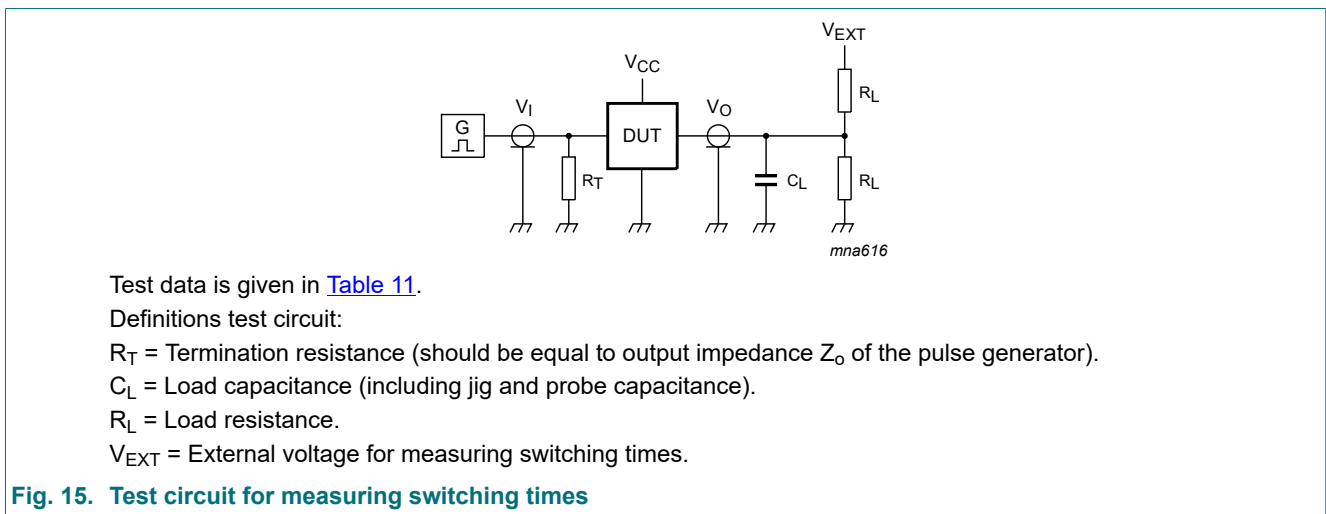 VEXT
VCC
RL
VI
VO
G
DUT
RT
CL
RL
mna616
Test data is given in Table 11.
Definitions test circuit:
RT = Termination resistance (should be equal to output impedance Zo of the pulse generator).
CL = Load capacitance (including jig and probe capacitance).
RL = Load resistance.
VEXT = External voltage for measuring switching times.
Fig. 15. Test circuit for measuring switching times